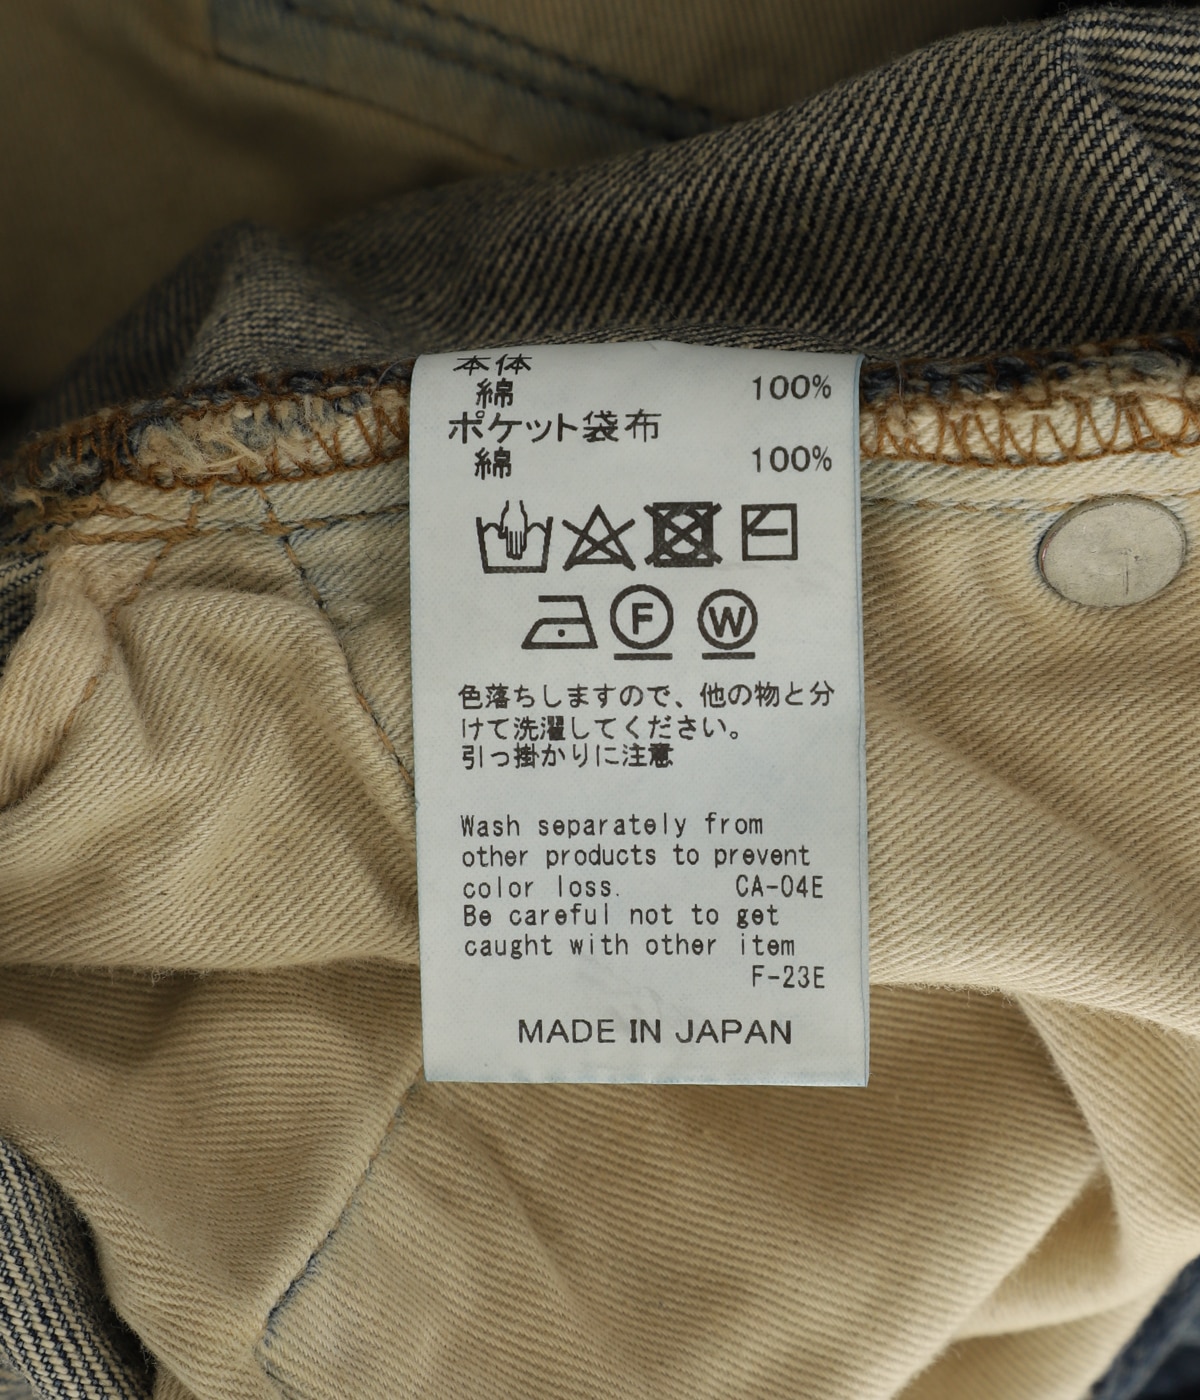 本体
綿 100%
ポケット袋布
綿 100%
F W
色落ちしますので、他の物と分
けて洗濯してください。
引っ掛かりに注意
Wash separately from
other products to prevent
color loss. CA-04E
Be careful not to get
caught with other item
F-23E
MADE IN JAPAN